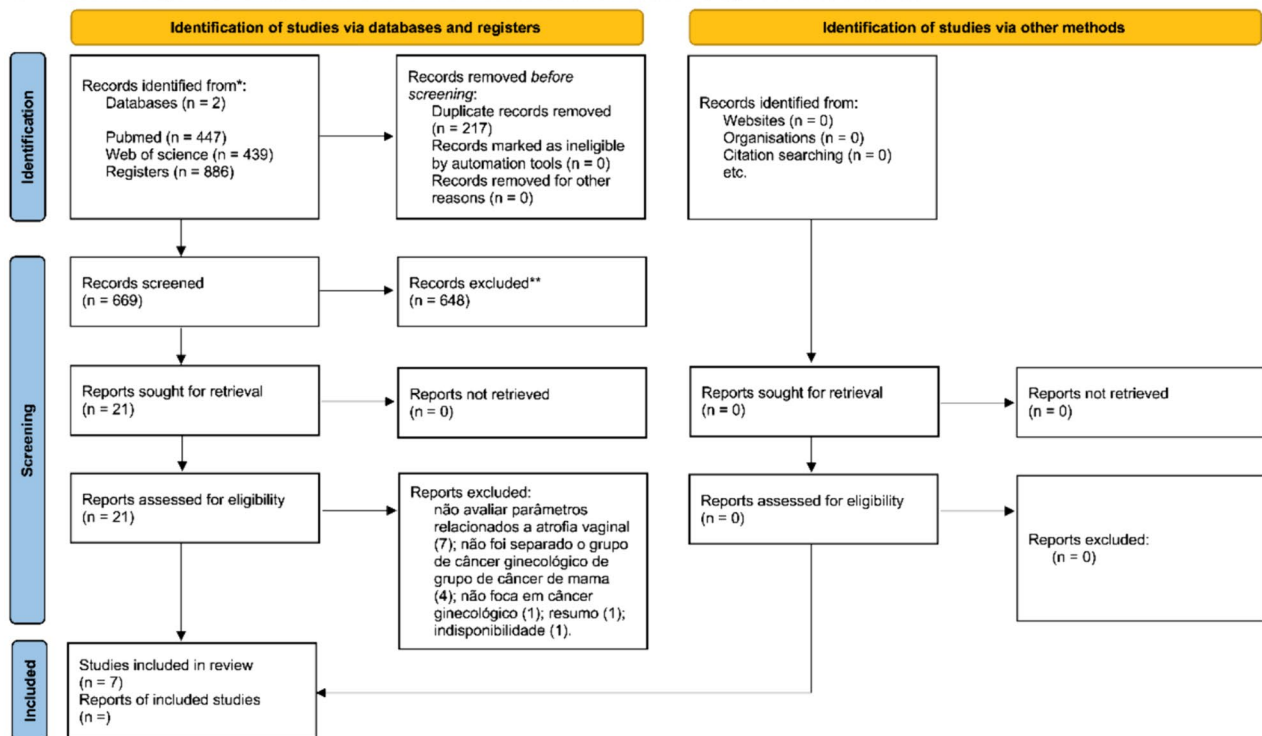 Identification of studies via databases and registers
Identification of studies via other methods
Identification
Records identified from*:
Databases (n = 2)
Pubmed = 447)
Web of science (n = 439)
Registers (n = 886)
Records removed before
screening:
Duplicate records removed
(n = 217)
Records marked as ineligible
by automation tools (n = 0)
Records removed for other
reasons (n = 0)
Records identified from:
Websites (n = 0)
Organisations (n = 0)
Citation searching (n = 0)
etc.
Screening
Records screened
(n = 669)
Records excluded**
(n = 648)
Reports sought for retrieval
(n = 21)
Reports not retrieved
(n = 0)
Reports sought for retrieval
(n = 0)
Reports not retrieved
(n = 0)
Reports assessed for eligibility
(n = 21)
Reports excluded:
não avaliar parâmetros
relacionados a atrofia vaginal
(7); não foi separado o grupo
de câncer ginecológico de
grupo de câncer de mama
(4); não foca em câncer
ginecológico (1); resumo (1);
indisponibilidade (1).
Reports assessed for eligibility
(n = 0)
Reports excluded:
(n = 0)
Included
Studies included in review
(n = 7)
Reports of included studies
(n =)